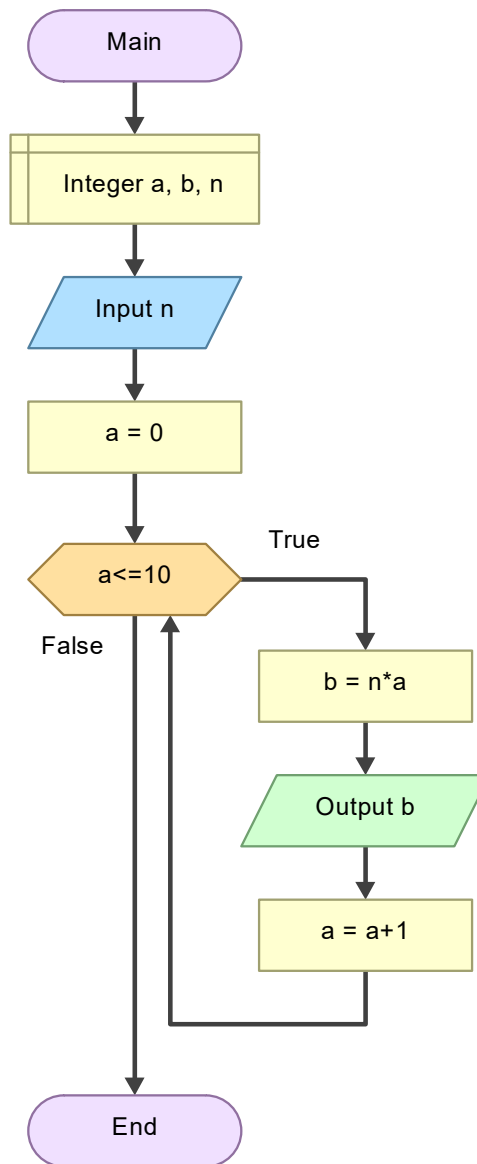 Main
Integer a, b, n
Input n
a = 0
a<=10
True
False
b = n*a
Output b
a = a+1
End